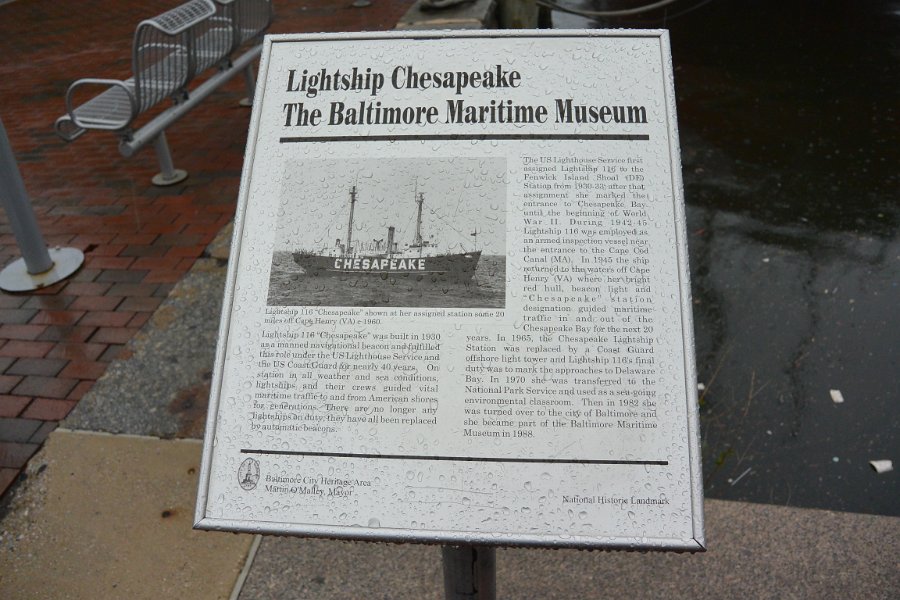 Lightship Chesapeake
The Baltimore Maritime Museum
CHESAPEAKE
Lightship 116 "Chesapeake" shown at her assigned station some 20
miles off Cape Henry (VA) c-1960.
Lightship 116 "Chesapeake" was built in 1930
as a manned navigational beacon and fulfilled
this role under the US Lighthouse Service and
the US Coast Guard for nearly 40 years. On
station in all weather and sea conditions,
lightships and their crews guided vital
maritime traffic to and from American shores
for generations. There are no longer any
lightships on duty, they have all been replaced
by automatic beacons.
The US Lighthouse Service first
assigned Lightship 116 to the
Fenwick Island Shoal (DE)
Station from 1930-33; after that
assignment she marked the
entrance to Chesapeake Bay
until the beginning of World
War II. During 1942-45
Lightship 116 was employed as
an armed inspection vessel near
the entrance to the Cape Cod
Canal (MA). In 1945 the ship
returned to the waters off Cape
Henry (VA) where her bright
red hull, beacon light and
"Chesapeake" station
designation guided maritime
traffic in and out of the
Chesapeake Bay for the next 20
years. In 1965, the Chesapeake Lightship
Station was replaced by a Coast Guard
offshore light tower and Lightship 116's final
duty was to mark the approaches to Delaware
Bay. In 1970 she was transferred to the
National Park Service and used as a sea-going
environmental classroom. Then in 1982 she
was turned over to the city of Baltimore and
she became part of the Baltimore Maritime
Museum in 1988.
Baltimore City Heritage Area
Martin O'Malley, Mayor
National Historic Landmark